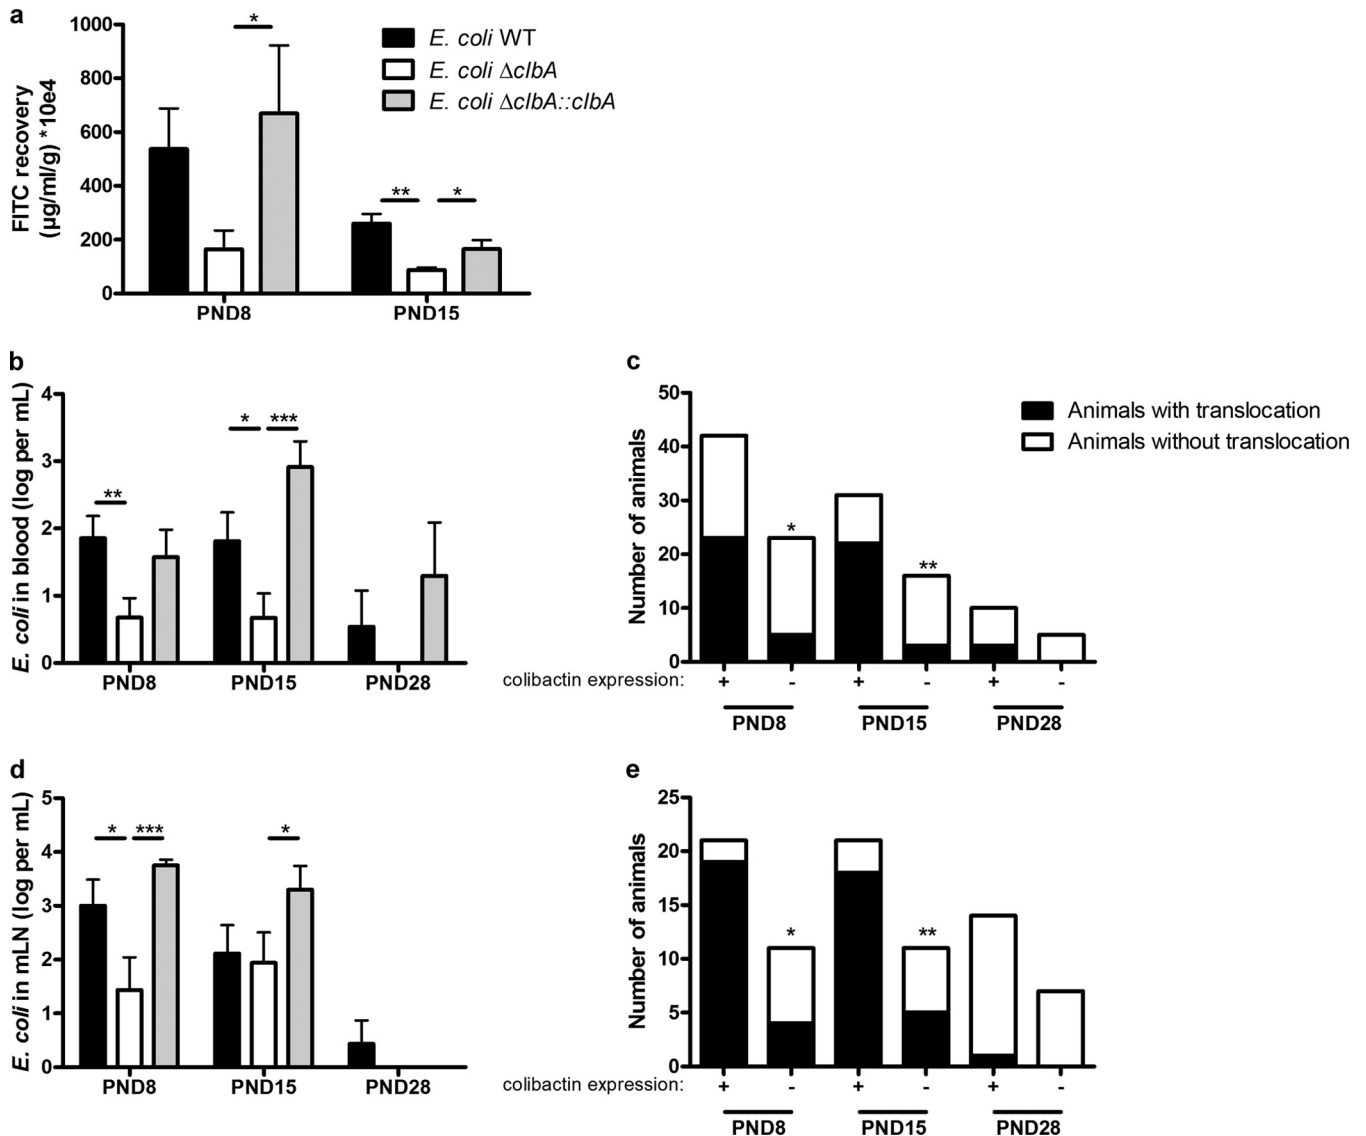 a
FITC recovery
(µg/ml/g) *10e4
1000
800
600
400
200
0
*
**
*
PND8
PND15
E. coli WT
E. coli ΔclbA
E. coli ΔclbA::clbA
b
E. coli in blood (log per mL)
4
3
2
1
0
**
*
***
PND8
PND15
PND28
c
Number of animals
50
40
30
20
10
0
*
**
Animals with translocation
Animals without translocation
colibactin expression: + - + - + -
PND8
PND15
PND28
d
E. coli in mLN (log per mL)
5
4
3
2
1
0
*
***
*
PND8
PND15
PND28
e
Number of animals
25
20
15
10
5
0
*
**
colibactin expression: + - + - + -
PND8
PND15
PND28